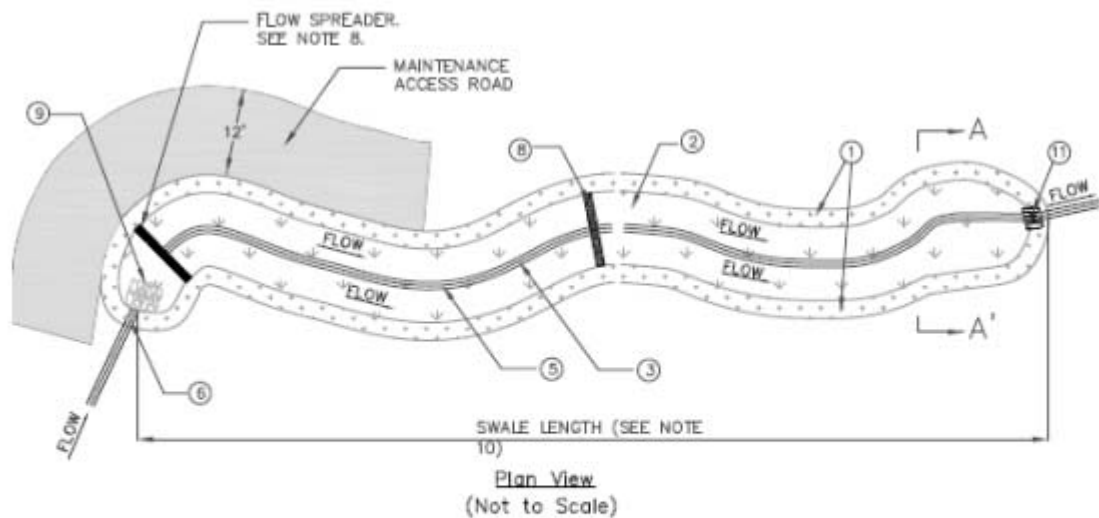 FLOW SPREADER.
SEE NOTE 8.
MAINTENANCE
ACCESS ROAD
9
12'
8
2
1
A
11
FLOW
FLOW
FLOW
FLOW
FLOW
A'
6
5
3
FLOW
SWALE LENGTH (SEE NOTE
10)
Plan View
(Not to Scale)